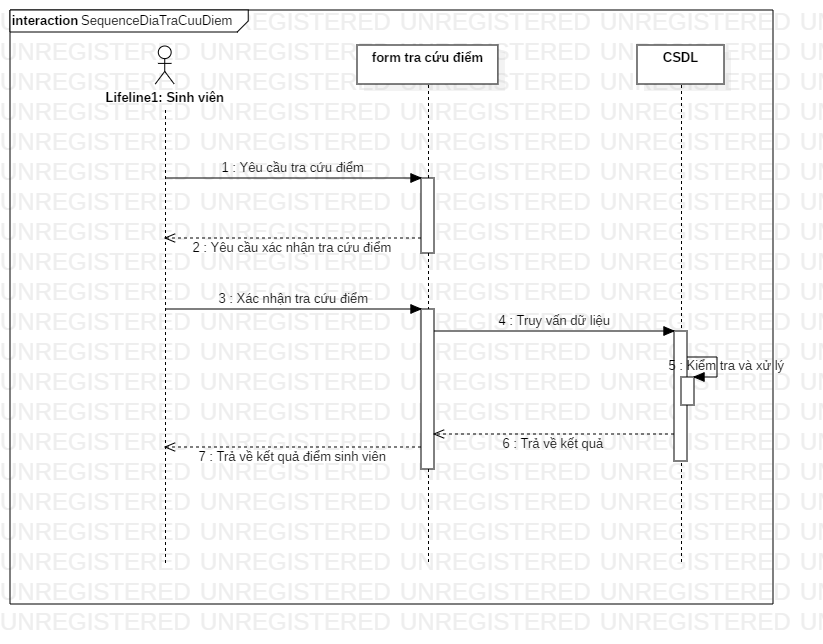 interaction SequenceDiaTraCuuDiem
Lifeline1: Sinh viên
form tra cứu điểm
CSDL
1 : Yêu cầu tra cứu điểm
2 : Yêu cầu xác nhận tra cứu điểm
3 : Xác nhận tra cứu điểm
4 : Truy vấn dữ liệu
5 : Kiểm tra và xử lý
6 : Trả về kết quả
7 : Trả về kết quả điểm sinh viên
UNREGISTERED